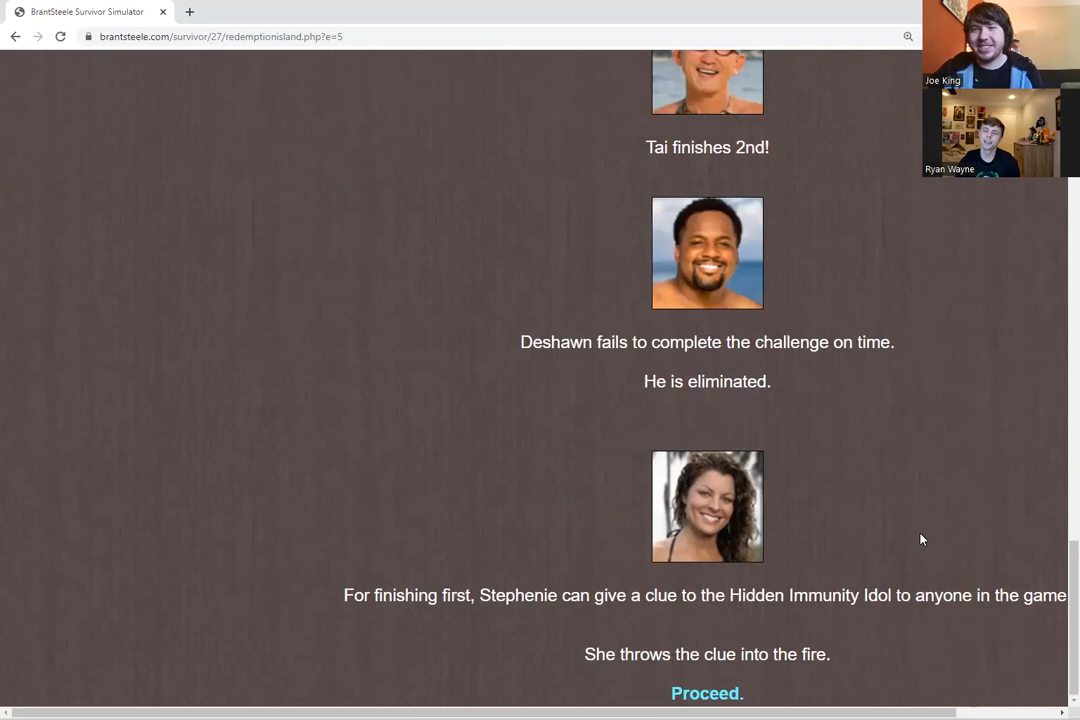 BrantSteele Survivor Simulator
brantsteele.com/survivor/27/redemptionisland.php?e=5
Joe King
Ryan Wayne
Tai finishes 2nd!
Deshawn fails to complete the challenge on time.
He is eliminated.
For finishing first, Stephenie can give a clue to the Hidden Immunity Idol to anyone in the game
She throws the clue into the fire.
Proceed.